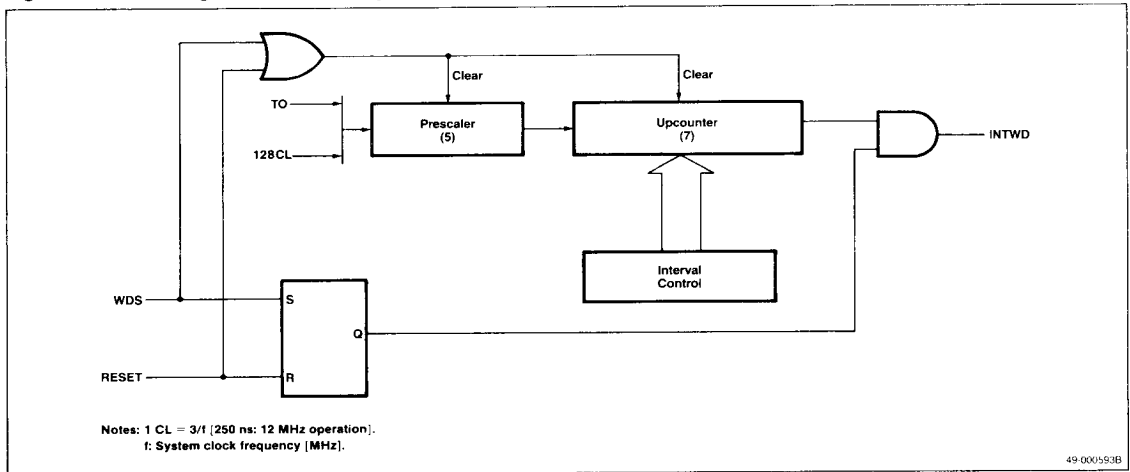 Clear
Clear
TO
128CL
Prescaler
(5)
Upcounter
(7)
INTWD
Interval
Control
WDS
S
Q
RESET
R
Notes: 1 CL = 3/f [250 ns: 12 MHz operation].
f: System clock frequency [MHz].
49-000593B